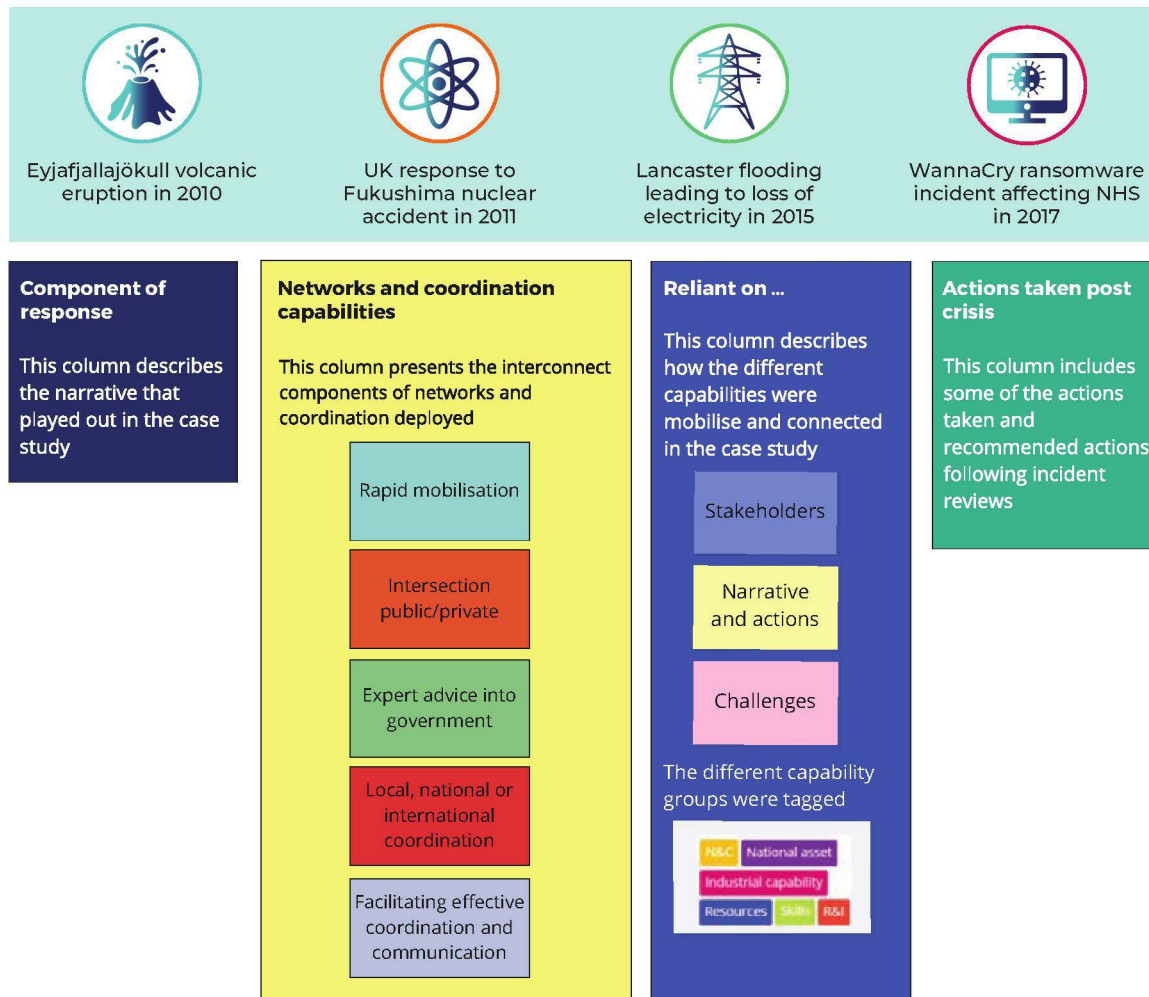 Eyjafjallajökull volcanic
eruption in 2010
UK response to
Fukushima nuclear
accident in 2011
Lancaster flooding
leading to loss of
electricity in 2015
WannaCry ransomware
incident affecting NHS
in 2017
Component of
response
This column describes
the narrative that
played out in the case
study
Networks and coordination
capabilities
This column presents the interconnect
components of networks and
coordination deployed
Rapid mobilisation
Intersection
public/private
Expert advice into
government
Local, national or
international
coordination
Facilitating effective
coordination and
communication
Reliant on ...
This column describes
how the different
capabilities were
mobilise and connected
in the case study
Stakeholders
Narrative
and actions
Challenges
The different capability
groups were tagged
N&C National asset
Industrial capability
Resources Skills R&I
Actions taken post
crisis
This column includes
some of the actions
taken and
recommended actions
following incident
reviews